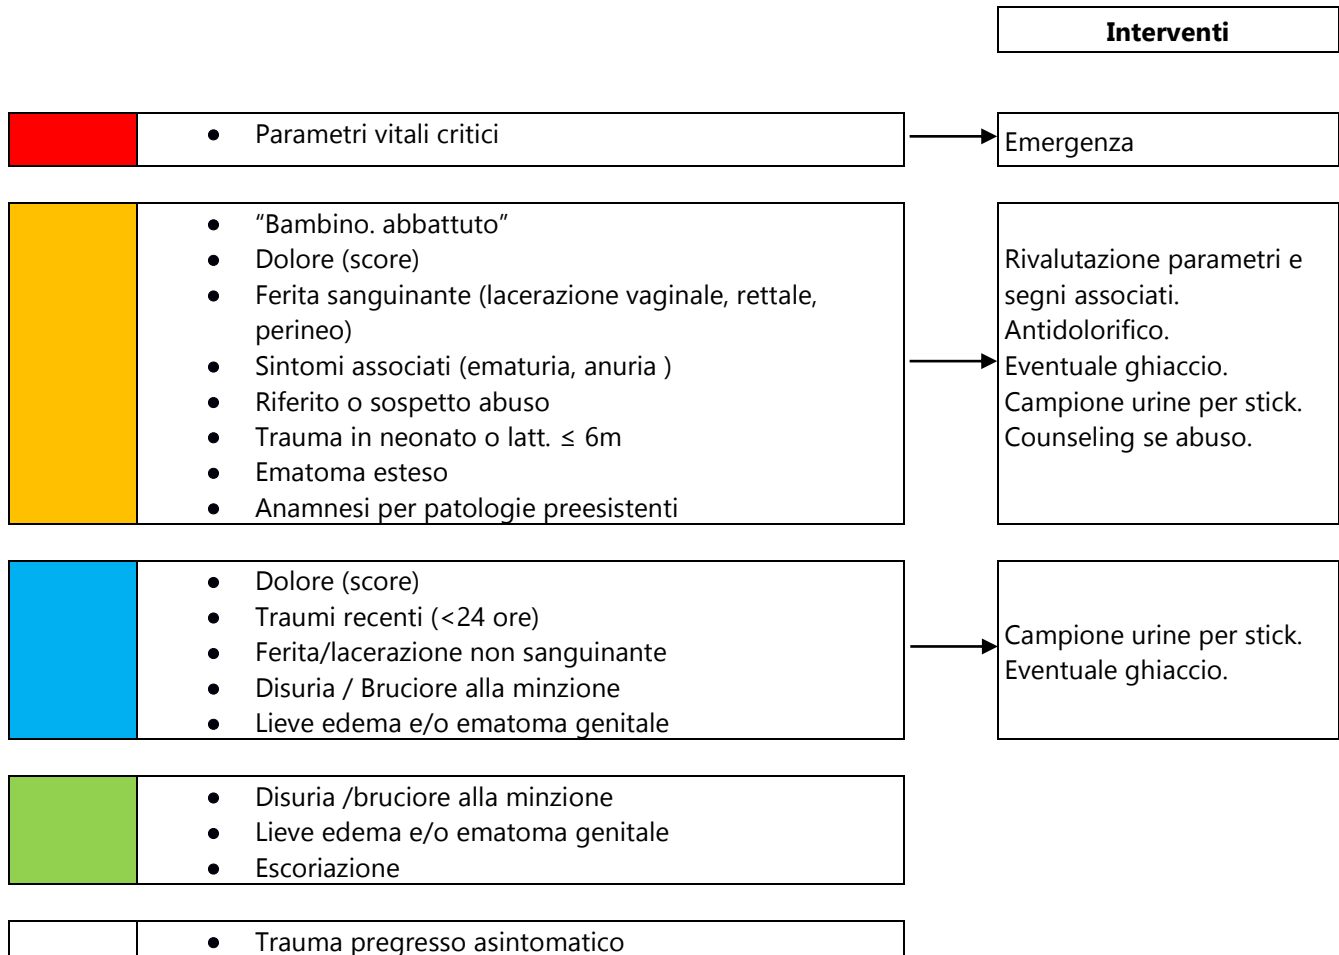 Interventi
Parametri vitali critici
Emergenza
“Bambino. abbattuto”
Dolore (score)
Ferita sanguinante (lacerazione vaginale, rettale,
perineo)
Sintomi associati (ematuria, anuria )
Riferito o sospetto abuso
Trauma in neonato o latt. ≤ 6m
Ematoma esteso
Anamnesi per patologie preesistenti
Rivalutazione parametri e
segni associati.
Antidolorifico.
Eventuale ghiaccio.
Campione urine per stick.
Counseling se abuso.
Dolore (score)
Traumi recenti (<24 ore)
Ferita/lacerazione non sanguinante
Disuria / Bruciore alla minzione
Lieve edema e/o ematoma genitale
Campione urine per stick.
Eventuale ghiaccio.
Disuria /bruciore alla minzione
Lieve edema e/o ematoma genitale
Escoriazione
Trauma pregresso asintomatico